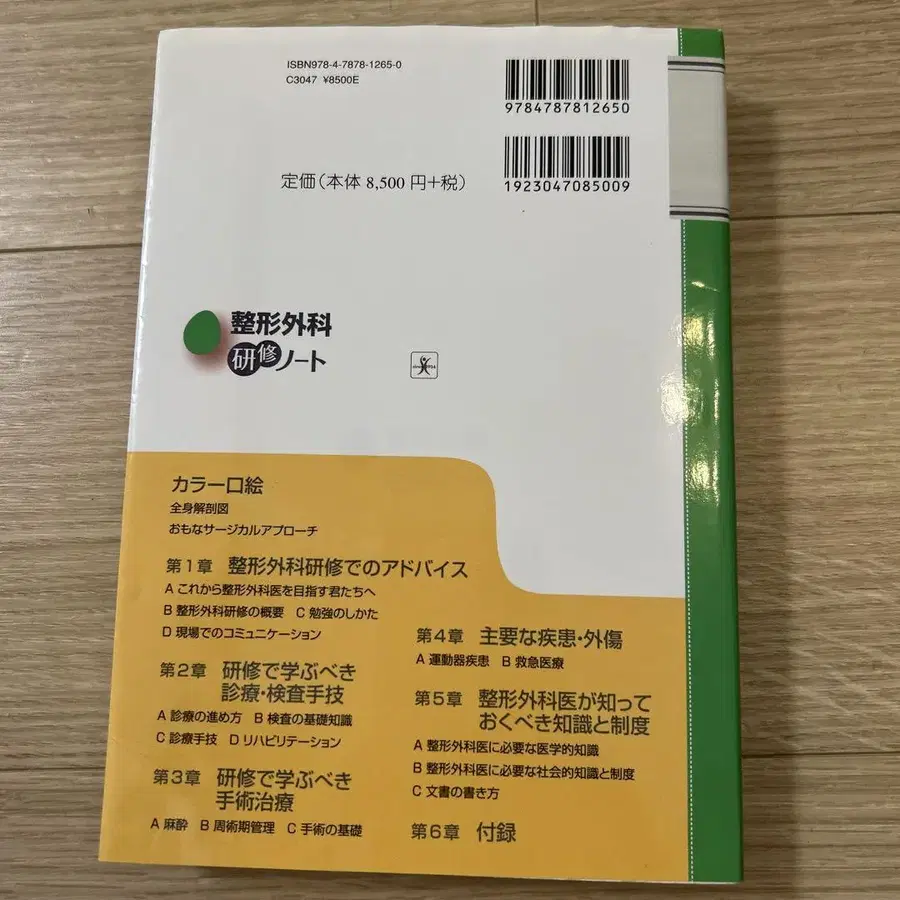 ISBN978-4-7878-1265-0
C3047 ¥8500E
9784787812650
定価(本体 8,500 円+税)
1923047085009
整形外科
研修ノート
カラー口絵
全身解剖図
おもなサージカルアプローチ
第1章 整形外科研修でのアドバイス
A これから整形外科医を目指す君たちへ
B 整形外科研修の概要 C 勉強のしかた
D 現場でのコミュニケーション
第2章 研修で学ぶべき
診療・検査手技
A 診療の進め方 B 検査の基礎知識
C 診療手技 D リハビリテーション
第3章 研修で学ぶべき
手術治療
A 麻酔 B 周術期管理 C 手術の基礎
第4章 主要な疾患・外傷
A 運動器疾患 B 救急医療
第5章 整形外科医が知って
おくべき知識と制度
A 整形外科医に必要な医学的知識
B 整形外科医に必要な社会的知識と制度
C 文書の書き方
第6章 付録